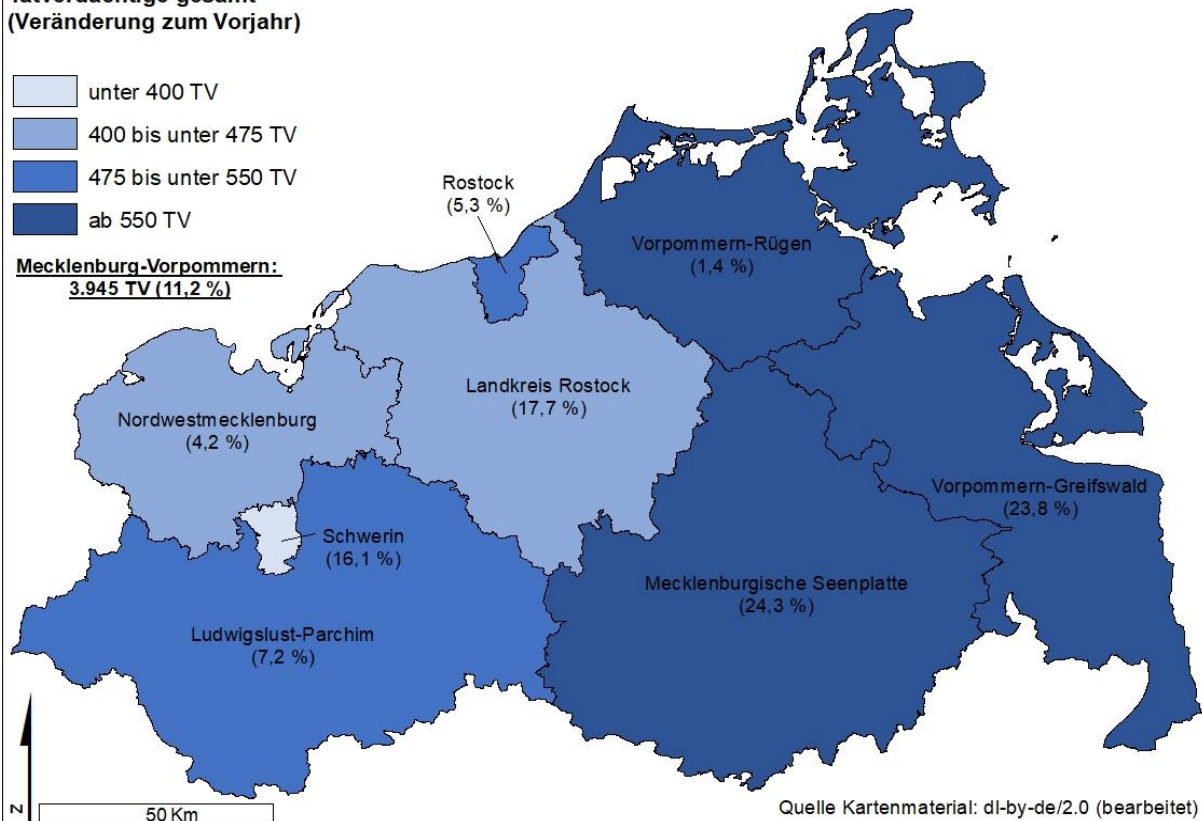 (Veränderung zum Vorjahr)
unter 400 TV
400 bis unter 475 TV
475 bis unter 550 TV
ab 550 TV
Mecklenburg-Vorpommern:
3.945 TV (11,2 %)
Rostock
(5,3 %)
Vorpommern-Rügen
(1,4 %)
Landkreis Rostock
(17,7 %)
Nordwestmecklenburg
(4,2 %)
Vorpommern-Greifswald
(23,8 %)
Schwerin
(16,1 %)
Mecklenburgische Seenplatte
(24,3 %)
Ludwigslust-Parchim
(7,2 %)
N
50 Km
Quelle Kartenmaterial: dl-by-de/2.0 (bearbeitet)